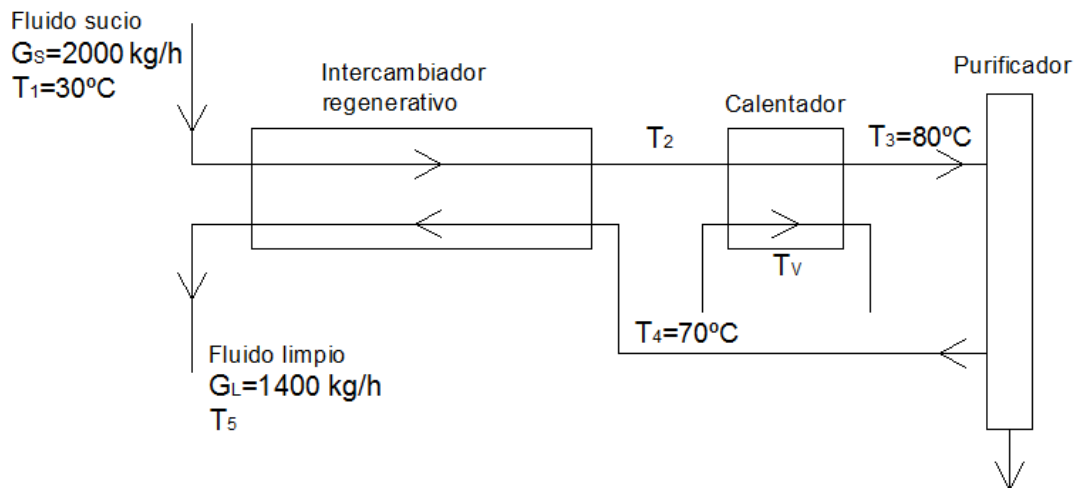 Fluido sucio
Gs=2000 kg/h
T1=30ºC
Intercambiador
regenerativo
Calentador
Purificador
T2
T3=80ºC
Tv
T4=70ºC
Fluido limpio
GL=1400 kg/h
T5